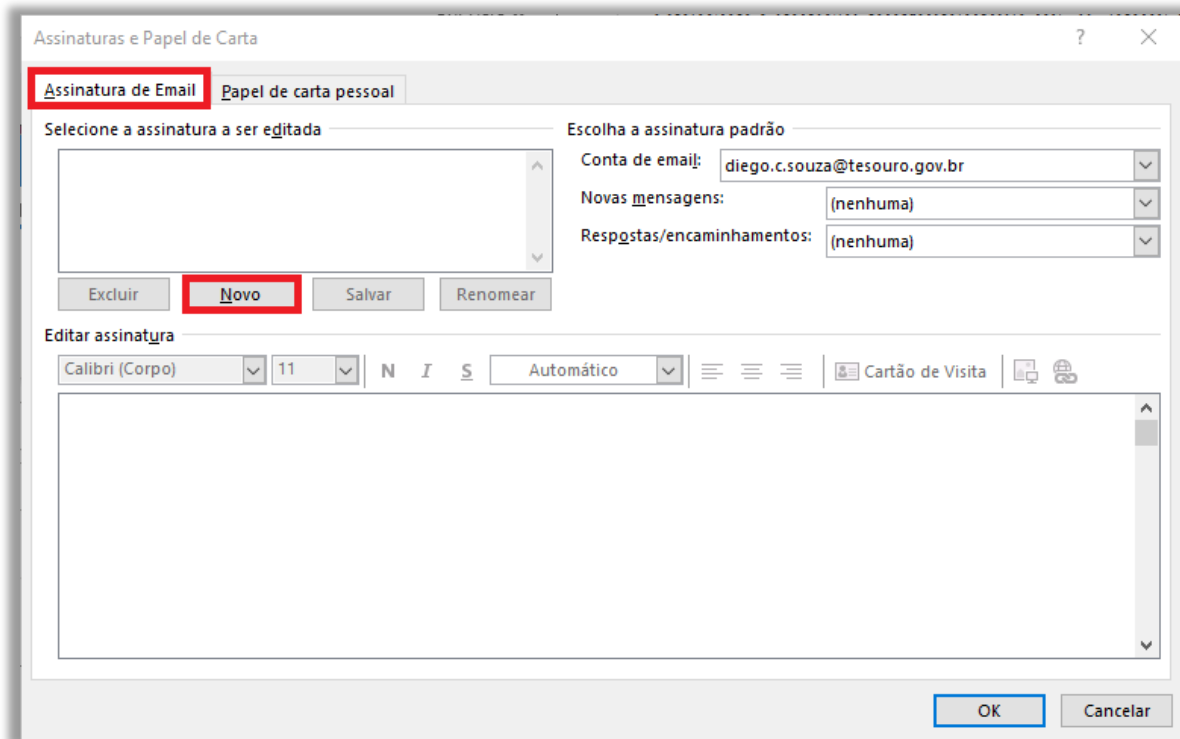 Assinaturas e Papel de Carta ?
Assinatura de Email Papel de carta pessoal
Selecione a assinatura a ser editada
Escolha a assinatura padrão
Conta de email: diego.c.souza@tesouro.gov.br
Novas mensagens: (nenhuma)
Respostas/encaminhamentos: (nenhuma)
Excluir Novo Salvar Renomear
Editar assinatura
Calibri (Corpo) 11 N I S Automático Cartão de Visita
OK Cancelar